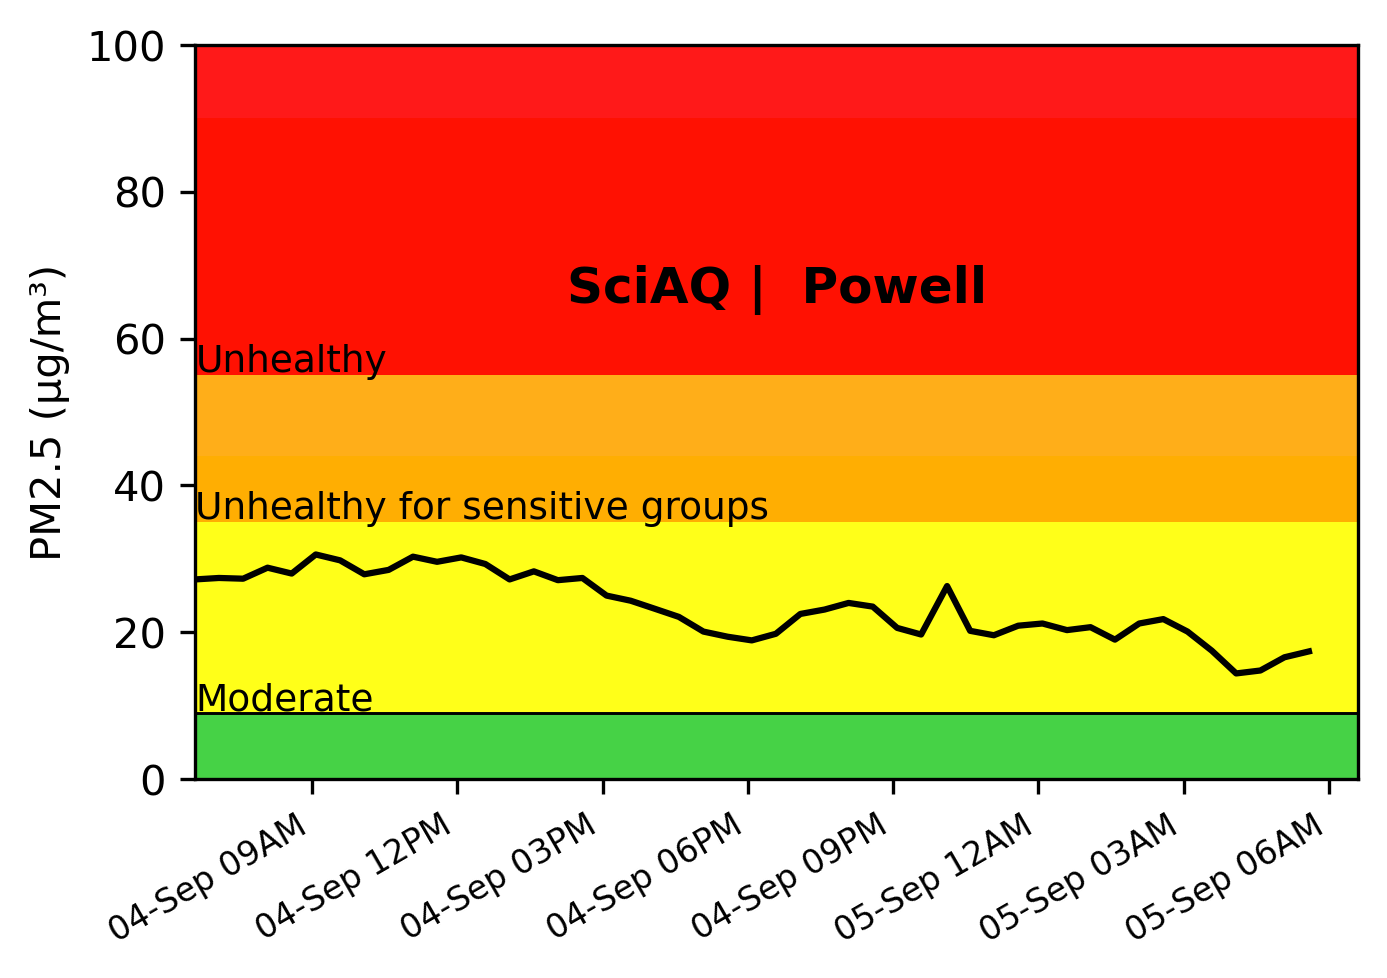 100
80
60
40
20
0
PM2.5 (µg/m³)
SciAQ |  Powell
Unhealthy
Unhealthy for sensitive groups
Moderate
04-Sep 09AM
04-Sep 12PM
04-Sep 03PM
04-Sep 06PM
04-Sep 09PM
05-Sep 12AM
05-Sep 03AM
05-Sep 06AM